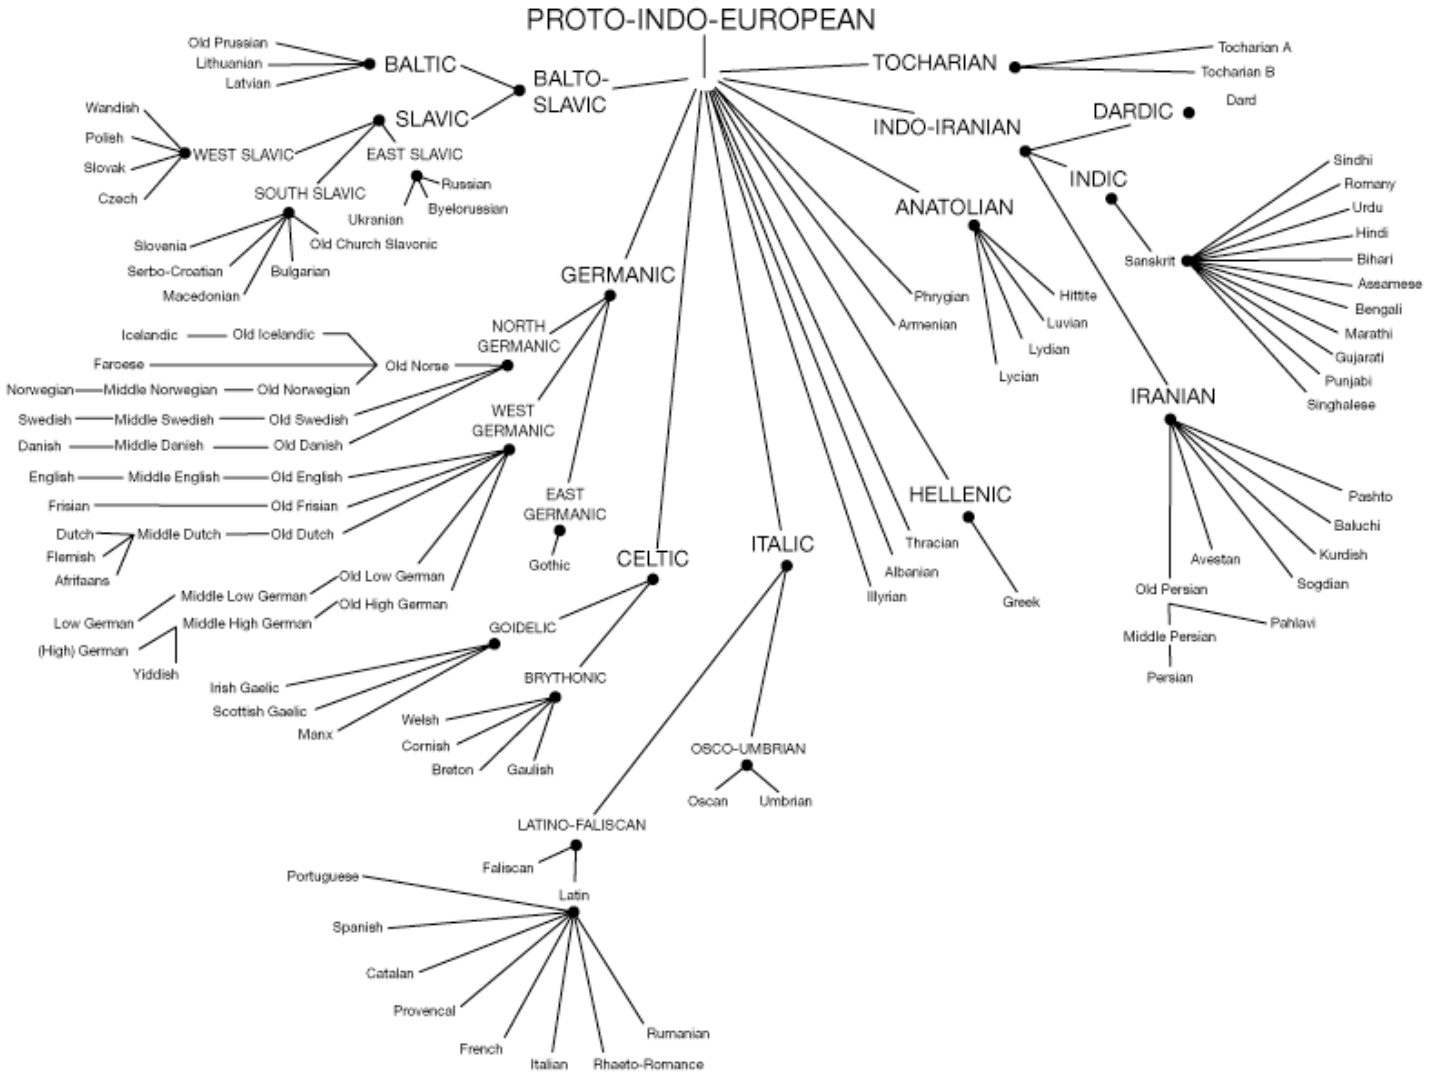 PROTO-INDO-EUROPEAN
Old Prussian
Lithuanian
Latvian
BALTIC
BALTO-
SLAVIC
SLAVIC
Wandish
Polish
Slovak
Czech
WEST SLAVIC
EAST SLAVIC
Russian
Byelorussian
Ukranian
SOUTH SLAVIC
Old Church Slavonic
Slovenia
Serbo-Croatian
Macedonian
Bulgarian
TOCHARIAN
Tocharian A
Tocharian B
DARDIC
Dard
INDO-IRANIAN
INDIC
Sanskrit
Sindhi
Romany
Urdu
Hindi
Bihari
Assamese
Bengali
Marathi
Gujarati
Punjabi
Singhalese
ANATOLIAN
Hittite
Luvian
Lydian
Lycian
Phrygian
Armenian
IRANIAN
Pashto
Baluchi
Kurdish
Sogdian
Avestan
Old Persian
Pahlavi
Middle Persian
Persian
HELLENIC
Greek
Thracian
Albanian
Illyrian
GERMANIC
NORTH
GERMANIC
Old Norse
Icelandic
Old Icelandic
Faroese
Norwegian
Middle Norwegian
Old Norwegian
Swedish
Middle Swedish
Old Swedish
Danish
Middle Danish
Old Danish
WEST
GERMANIC
English
Middle English
Old English
Frisian
Old Frisian
Dutch
Flemish
Afrifaans
Middle Dutch
Old Dutch
Old Low German
Middle Low German
Low German
Old High German
Middle High German
(High) German
Yiddish
EAST
GERMANIC
Gothic
CELTIC
GOIDELIC
Irish Gaelic
Scottish Gaelic
Manx
BRYTHONIC
Welsh
Cornish
Breton
Gaulish
ITALIC
OSCO-UMBRIAN
Oscan
Umbrian
LATINO-FALISCAN
Faliscan
Latin
Portuguese
Spanish
Catalan
Provencal
French
Italian
Rhaeto-Romance
Rumanian